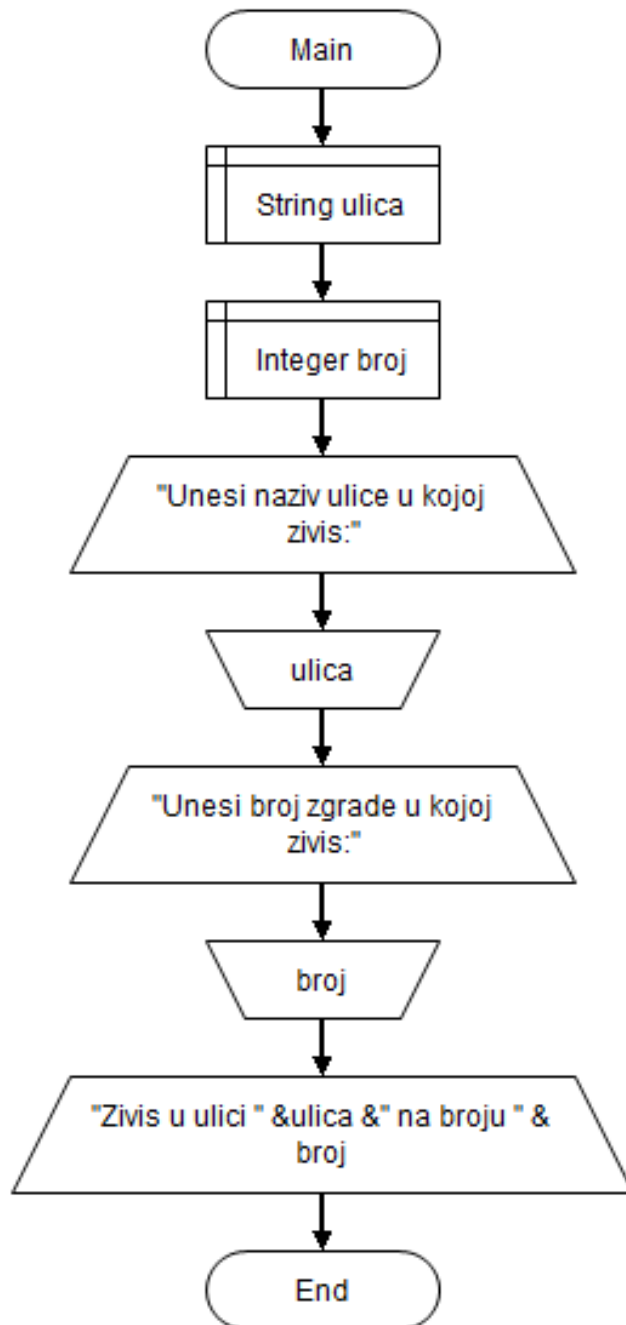 Main
String ulica
Integer broj
"Unesi naziv ulice u kojoj
zivis:"
ulica
"Unesi broj zgrade u kojoj
zivis:"
broj
"Zivis u ulici " &ulica &" na broju " &
broj
End